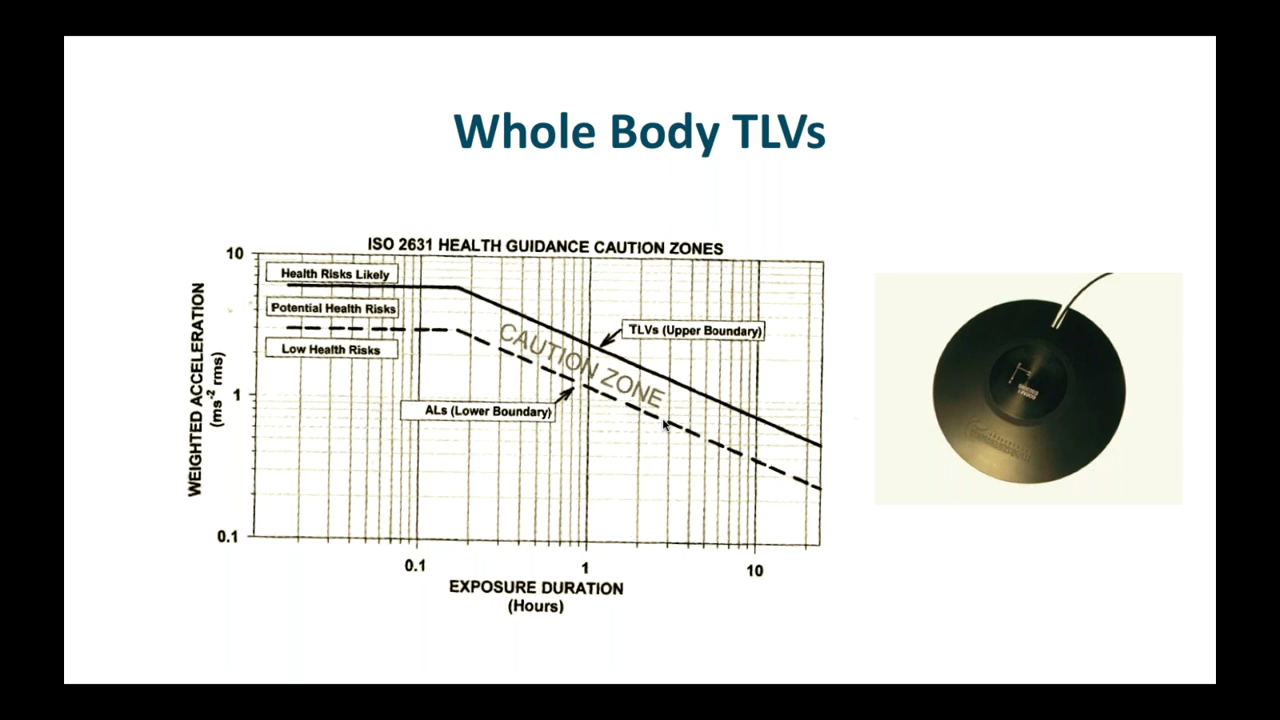 Whole Body TLVs
ISO 2631 HEALTH GUIDANCE CAUTION ZONES
10
Health Risks Likely
Potential Health Risks
TLVs (Upper Boundary)
Low Health Risks
CAUTION ZONE
1
ALs (Lower Boundary)
WEIGHTED ACCELERATION
(ms⁻² rms)
0.1
0.1
1
10
EXPOSURE DURATION
(Hours)